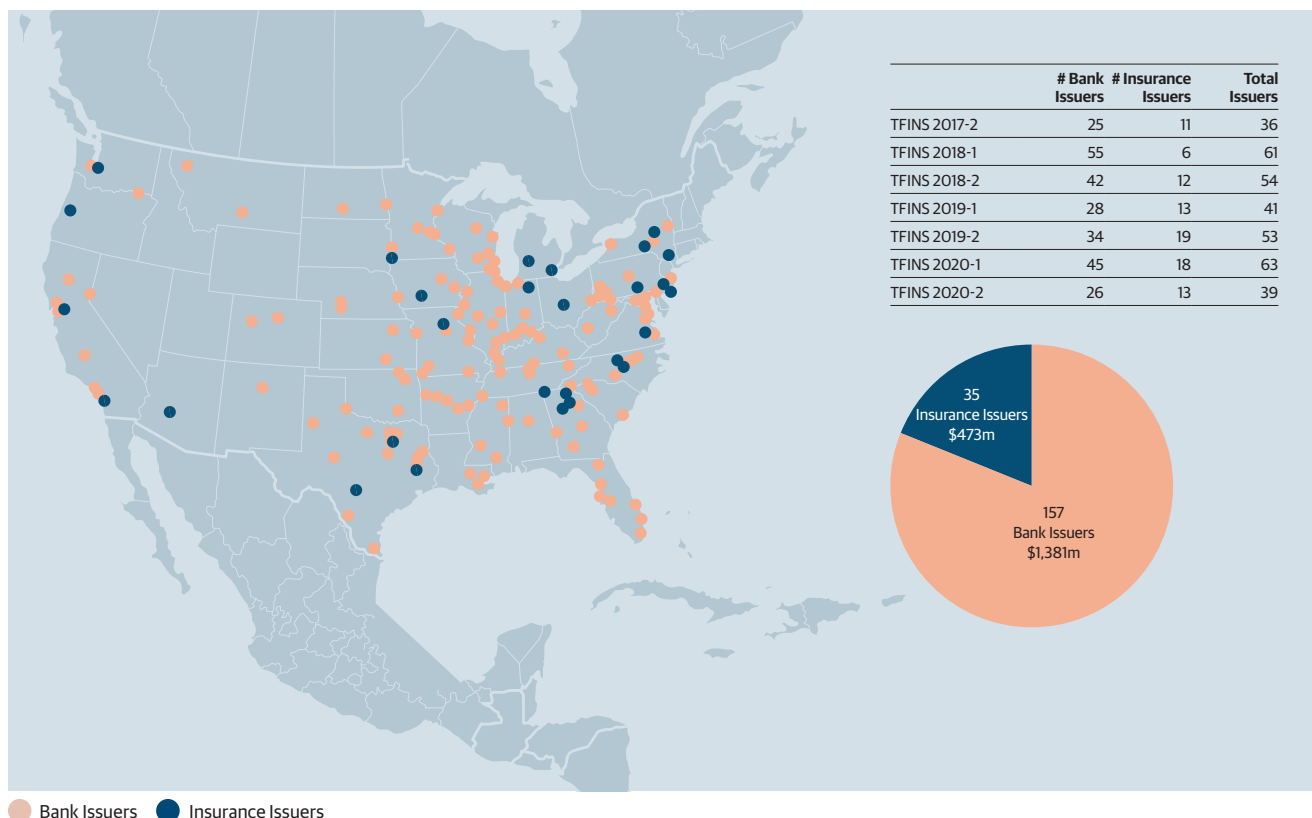 # Bank Issuers # Insurance Issuers Total Issuers
TFINS 2017-2 25 11 36
TFINS 2018-1 55 6 61
TFINS 2018-2 42 12 54
TFINS 2019-1 28 13 41
TFINS 2019-2 34 19 53
TFINS 2020-1 45 18 63
TFINS 2020-2 26 13 39
35
Insurance Issuers
$473m
157
Bank Issuers
$1,381m
Bank Issuers Insurance Issuers